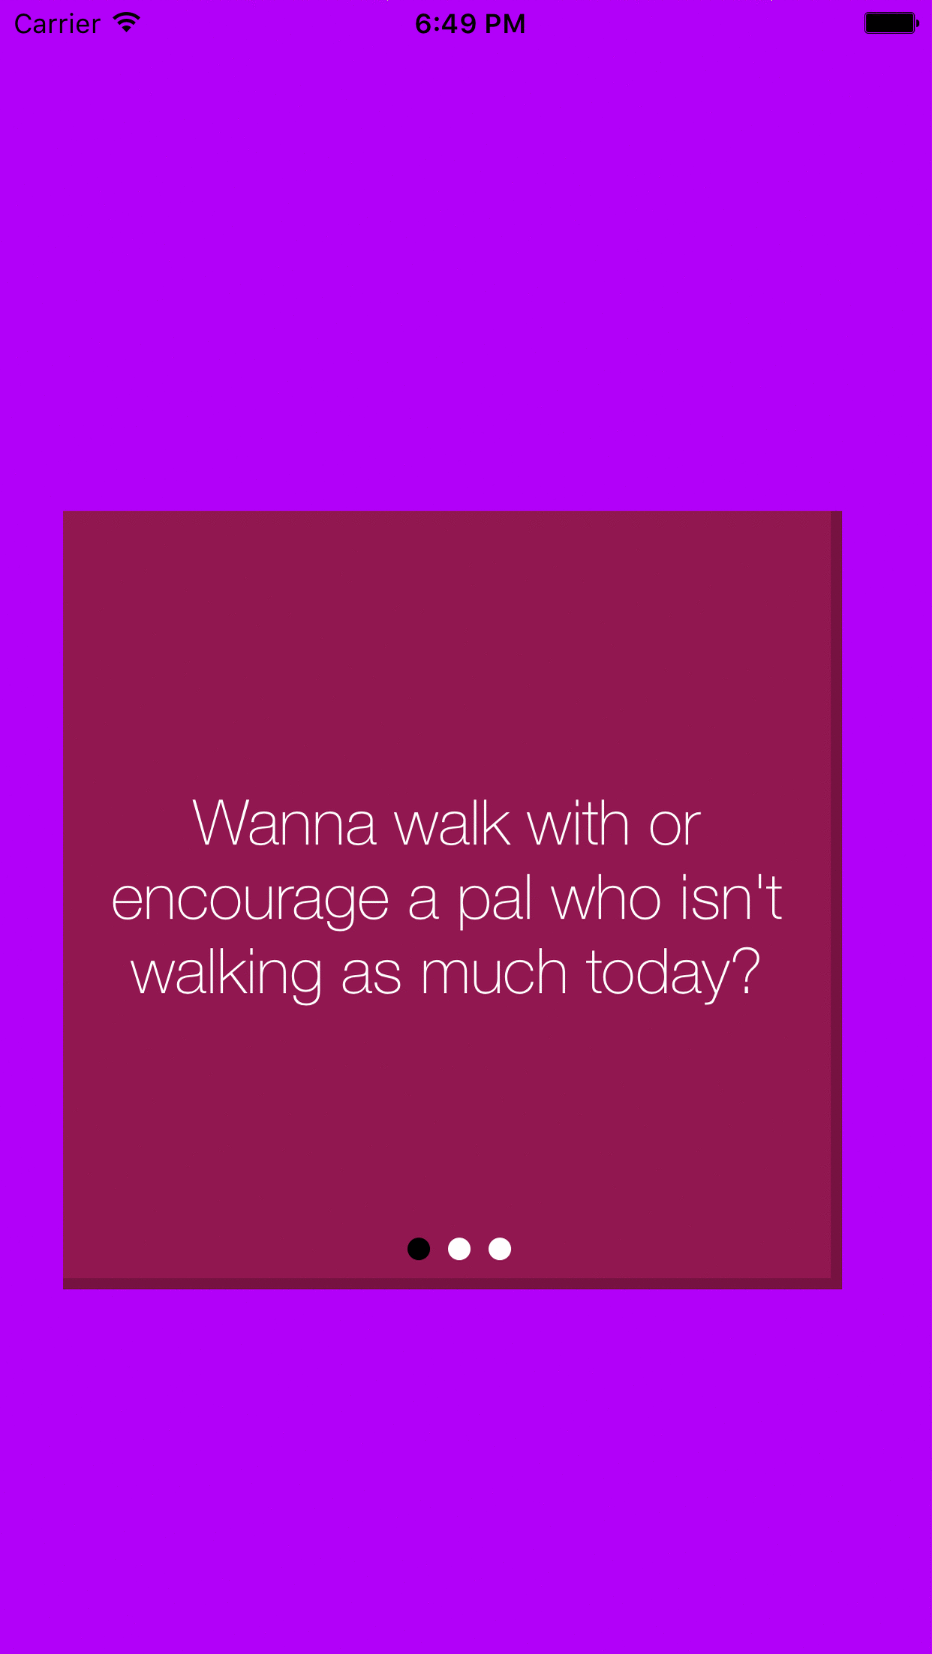 Carrier 6:49 PM
Wanna walk with or
encourage a pal who isn't
walking as much today?